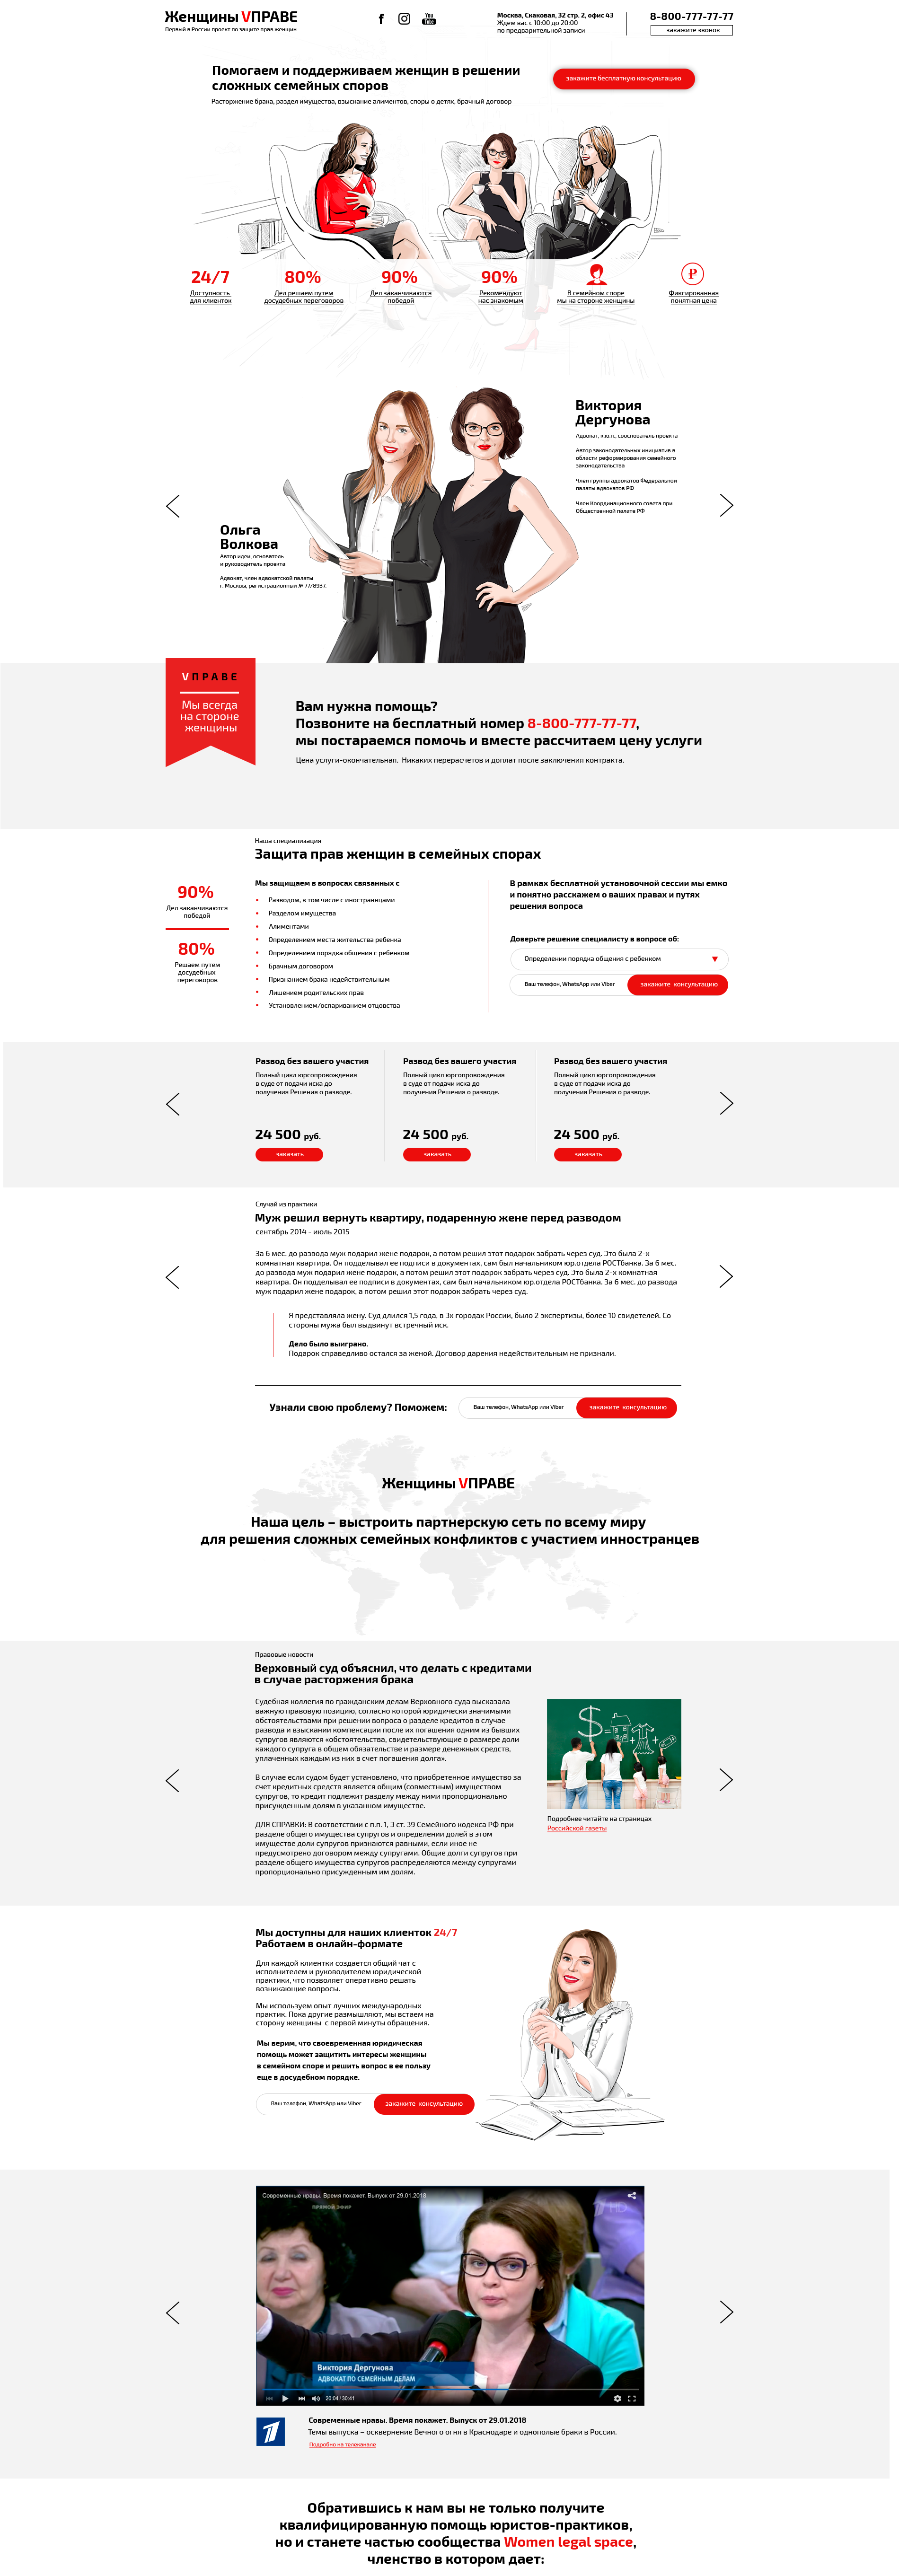 Женщины VПРАВЕ
Первый в России проект по защите прав женщин
f
You
Tube
Москва, Скаковая, 32 стр. 2, офис 43
Ждем вас с 10:00 до 20:00
по предварительной записи
8-800-777-77-77
закажите звонок
Помогаем и поддерживаем женщин в решении
сложных семейных споров
Расторжение брака, раздел имущества, взыскание алиментов, споры о детях, брачный договор
закажите бесплатную консультацию
24/7
Доступность
для клиенток
80%
Дел решаем путем
досудебных переговоров
90%
Дел заканчиваются
победой
90%
Рекомендуют
нас знакомым
В семейном споре
мы на стороне женщины
₽
Фиксированная
понятная цена
Виктория
Дергунова
Адвокат, к.ю.н., сооснователь проекта
Автор законодательных инициатив в
области реформирования семейного
законодательства
Член группы адвокатов Федеральной
палаты адвокатов РФ
Член Координационного совета при
Общественной палате РФ
Ольга
Волкова
Автор идеи, основатель
и руководитель проекта
Адвокат, член адвокатской палаты
г. Москвы, регистрационный № 77/8937.
VПРАВЕ
Мы всегда
на стороне
женщины
Вам нужна помощь?
Позвоните на бесплатный номер 8-800-777-77-77,
мы постараемся помочь и вместе рассчитаем цену услуги
Цена услуги-окончательная. Никаких перерасчетов и доплат после заключения контракта.
Наша специализация
Защита прав женщин в семейных спорах
90%
Дел заканчиваются
победой
80%
Решаем путем
досудебных
переговоров
Мы защищаем в вопросах связанных с
Разводом, в том числе с иностраннцами
Разделом имущества
Алиментами
Определением места жительства ребенка
Определением порядка общения с ребенком
Брачным договором
Признанием брака недействительным
Лишением родительских прав
Установлением/оспариванием отцовства
В рамках бесплатной установочной сессии мы емко
и понятно расскажем о ваших правах и путях
решения вопроса
Доверьте решение специалисту в вопросе об:
Определении порядка общения с ребенком
Ваш телефон, WhatsApp или Viber
закажите консультацию
Развод без вашего участия
Полный цикл юрсопровождения
в суде от подачи иска до
получения Решения о разводе.
24 500 руб.
заказать
Развод без вашего участия
Полный цикл юрсопровождения
в суде от подачи иска до
получения Решения о разводе.
24 500 руб.
заказать
Развод без вашего участия
Полный цикл юрсопровождения
в суде от подачи иска до
получения Решения о разводе.
24 500 руб.
заказать
Случай из практики
Муж решил вернуть квартиру, подаренную жене перед разводом
сентябрь 2014 - июль 2015
За 6 мес. до развода муж подарил жене подарок, а потом решил этот подарок забрать через суд. Это была 2-х
комнатная квартира. Он подделывал ее подписи в документах, сам был начальником юр.отдела РОСТбанка. За 6 мес.
до развода муж подарил жене подарок, а потом решил этот подарок забрать через суд. Это была 2-х комнатная
квартира. Он подделывал ее подписи в документах, сам был начальником юр.отдела РОСТбанка. За 6 мес. до развода
муж подарил жене подарок, а потом решил этот подарок забрать через суд.
Я представляла жену. Суд длился 1,5 года, в 3х городах России, было 2 экспертизы, более 10 свидетелей. Со
стороны мужа был выдвинут встречный иск.
Дело было выиграно.
Подарок справедливо остался за женой. Договор дарения недействительным не признали.
Узнали свою проблему? Поможем:
Ваш телефон, WhatsApp или Viber
закажите консультацию
Женщины VПРАВЕ
Наша цель – выстроить партнерскую сеть по всему миру
для решения сложных семейных конфликтов с участием инностранцев
Правовые новости
Верховный суд объяснил, что делать с кредитами
в случае расторжения брака
Судебная коллегия по гражданским делам Верховного суда высказала
важную правовую позицию, согласно которой юридически значимыми
обстоятельствами при решении вопроса о разделе кредитов в случае
развода и взыскании компенсации после их погашения одним из бывших
супругов являются «обстоятельства, свидетельствующие о размере доли
каждого супруга в общем обязательстве и размере денежных средств,
уплаченных каждым из них в счет погашения долга».
В случае если судом будет установлено, что приобретенное имущество за
счет кредитных средств является общим (совместным) имуществом
супругов, то кредит подлежит разделу между ними пропорционально
присужденным долям в указанном имуществе.
ДЛЯ СПРАВКИ: В соответствии с п.п. 1, 3 ст. 39 Семейного кодекса РФ при
разделе общего имущества супругов и определении долей в этом
имуществе доли супругов признаются равными, если иное не
предусмотрено договором между супругами. Общие долги супругов при
разделе общего имущества супругов распределяются между супругами
пропорционально присужденным им долям.
Подробнее читайте на страницах
Российской газеты
Мы доступны для наших клиенток 24/7
Работаем в онлайн-формате
Для каждой клиентки создается общий чат с
исполнителем и руководителем юридической
практики, что позволяет оперативно решать
возникающие вопросы.
Мы используем опыт лучших международных
практик. Пока другие размышляют, мы встаем на
сторону женщины с первой минуты обращения.
Мы верим, что своевременная юридическая
помощь может защитить интересы женщины
в семейном споре и решить вопрос в ее пользу
еще в досудебном порядке.
Ваш телефон, WhatsApp или Viber
закажите консультацию
Современные нравы. Время покажет. Выпуск от 29.01.2018
ПРЯМОЙ ЭФИР
HD
Виктория Дергунова
АДВОКАТ ПО СЕМЕЙНЫМ ДЕЛАМ
20:04 / 30:41
1
Современные нравы. Время покажет. Выпуск от 29.01.2018
Темы выпуска – осквернение Вечного огня в Краснодаре и однополые браки в России.
Подробно на телеканале
Обратившись к нам вы не только получите
квалифицированную помощь юристов-практиков,
но и станете частью сообщества Women legal space,
членство в котором дает: